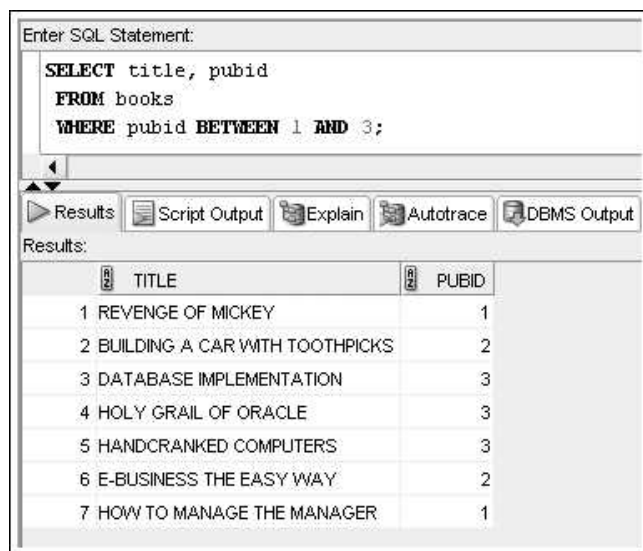 Enter SQL Statement:
SELECT title, pubid
FROM books
WHERE pubid BETWEEN 1 AND 3;
Results Script Output Explain Autotrace DBMS Output
Results:
TITLE PUBID
1 REVENGE OF MICKEY 1
2 BUILDING A CAR WITH TOOTHPICKS 2
3 DATABASE IMPLEMENTATION 3
4 HOLY GRAIL OF ORACLE 3
5 HANDCRANKED COMPUTERS 3
6 E-BUSINESS THE EASY WAY 2
7 HOW TO MANAGE THE MANAGER 1